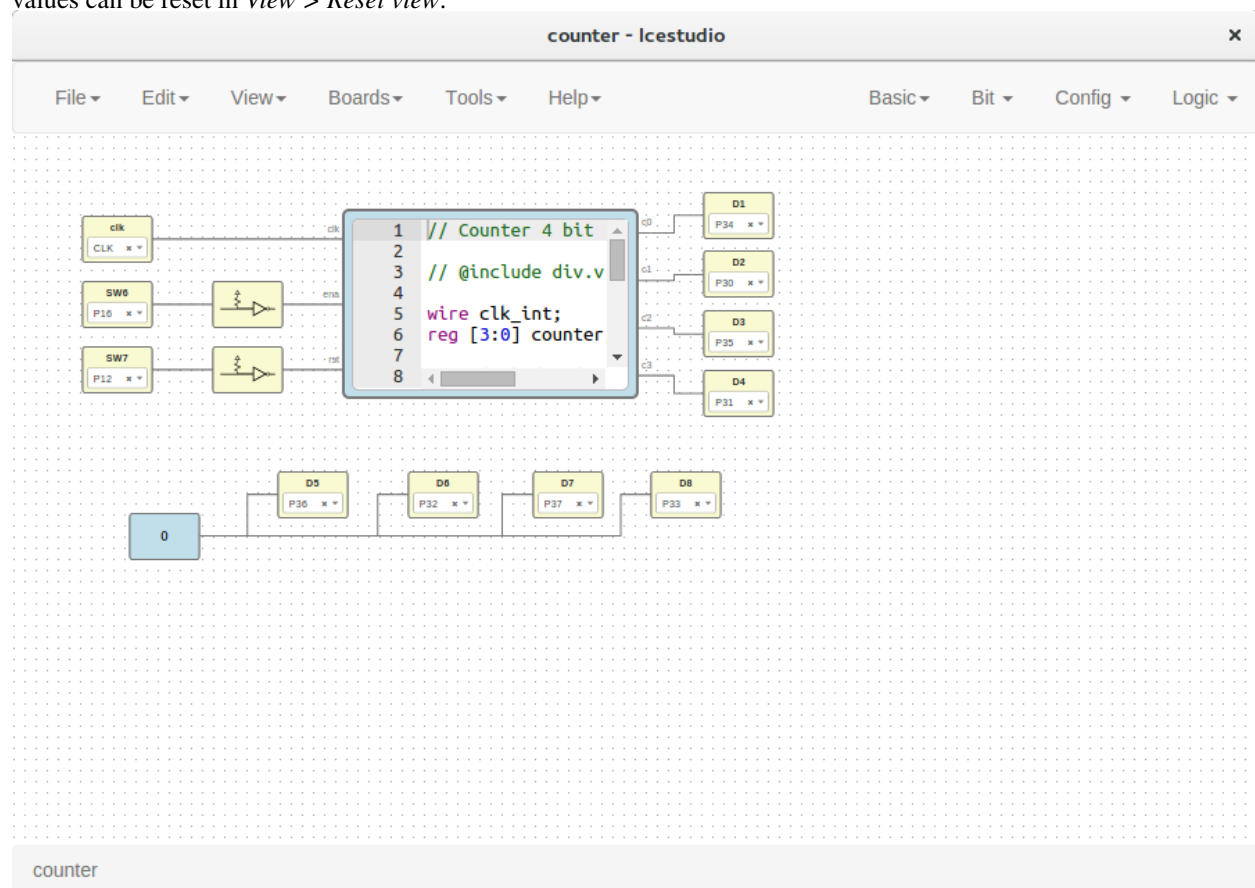 values can be reset in View > Reset view.
counter - Icestudio ×
File Edit View Boards Tools Help Basic Bit Config Logic
clk
CLK
SW6
P16
SW7
P12
clk
ena
rst
1 // Counter 4 bit
2
3 // @include div.v
4
5 wire clk_int;
6 reg [3:0] counter
7
8
c0
c1
c2
c3
D1
P34
D2
P30
D3
P35
D4
P31
D5
P36
D6
P32
D7
P37
D8
P33
0
counter